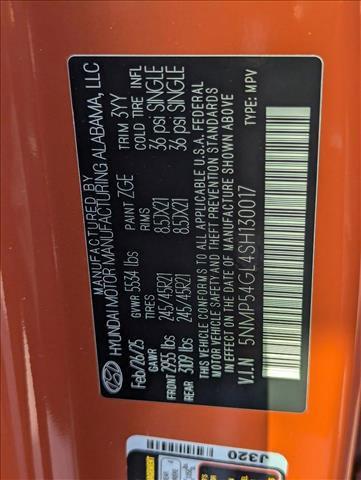 MANUFACTURED BY
HYUNDAI MOTOR MANUFACTURING ALABAMA, LLC
Feb/26/25 GVWR 5534 lbs PAINT ZGE TRIM 3YY
GAWR TIRES RIMS COLD TIRE INFL
FRONT 2955 lbs 245/45R21 8.5JX21 36 psi SINGLE
REAR 3109 lbs 245/45R21 8.5JX21 36 psi SINGLE
THIS VEHICLE CONFORMS TO ALL APPLICABLE U.S.A. FEDERAL
MOTOR VEHICLE SAFETY AND THEFT PREVENTION STANDARDS
IN EFFECT ON THE DATE OF MANUFACTURE SHOWN ABOVE
V.I.N 5NMP54GL4SH130017 TYPE: MPV
J320